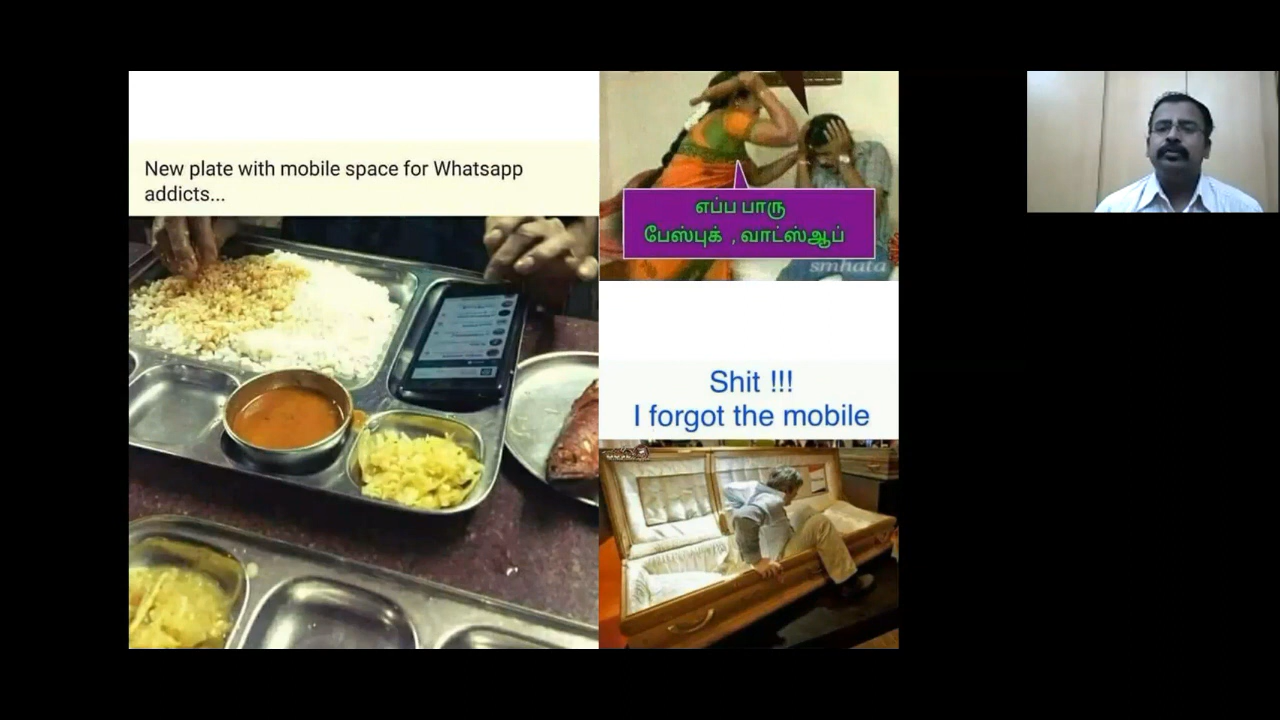 New plate with mobile space for Whatsapp
addicts...
எப்ப பாரு
பேஸ்புக் , வாட்ஸ்ஆப்
smhata
Shit !!!
I forgot the mobile